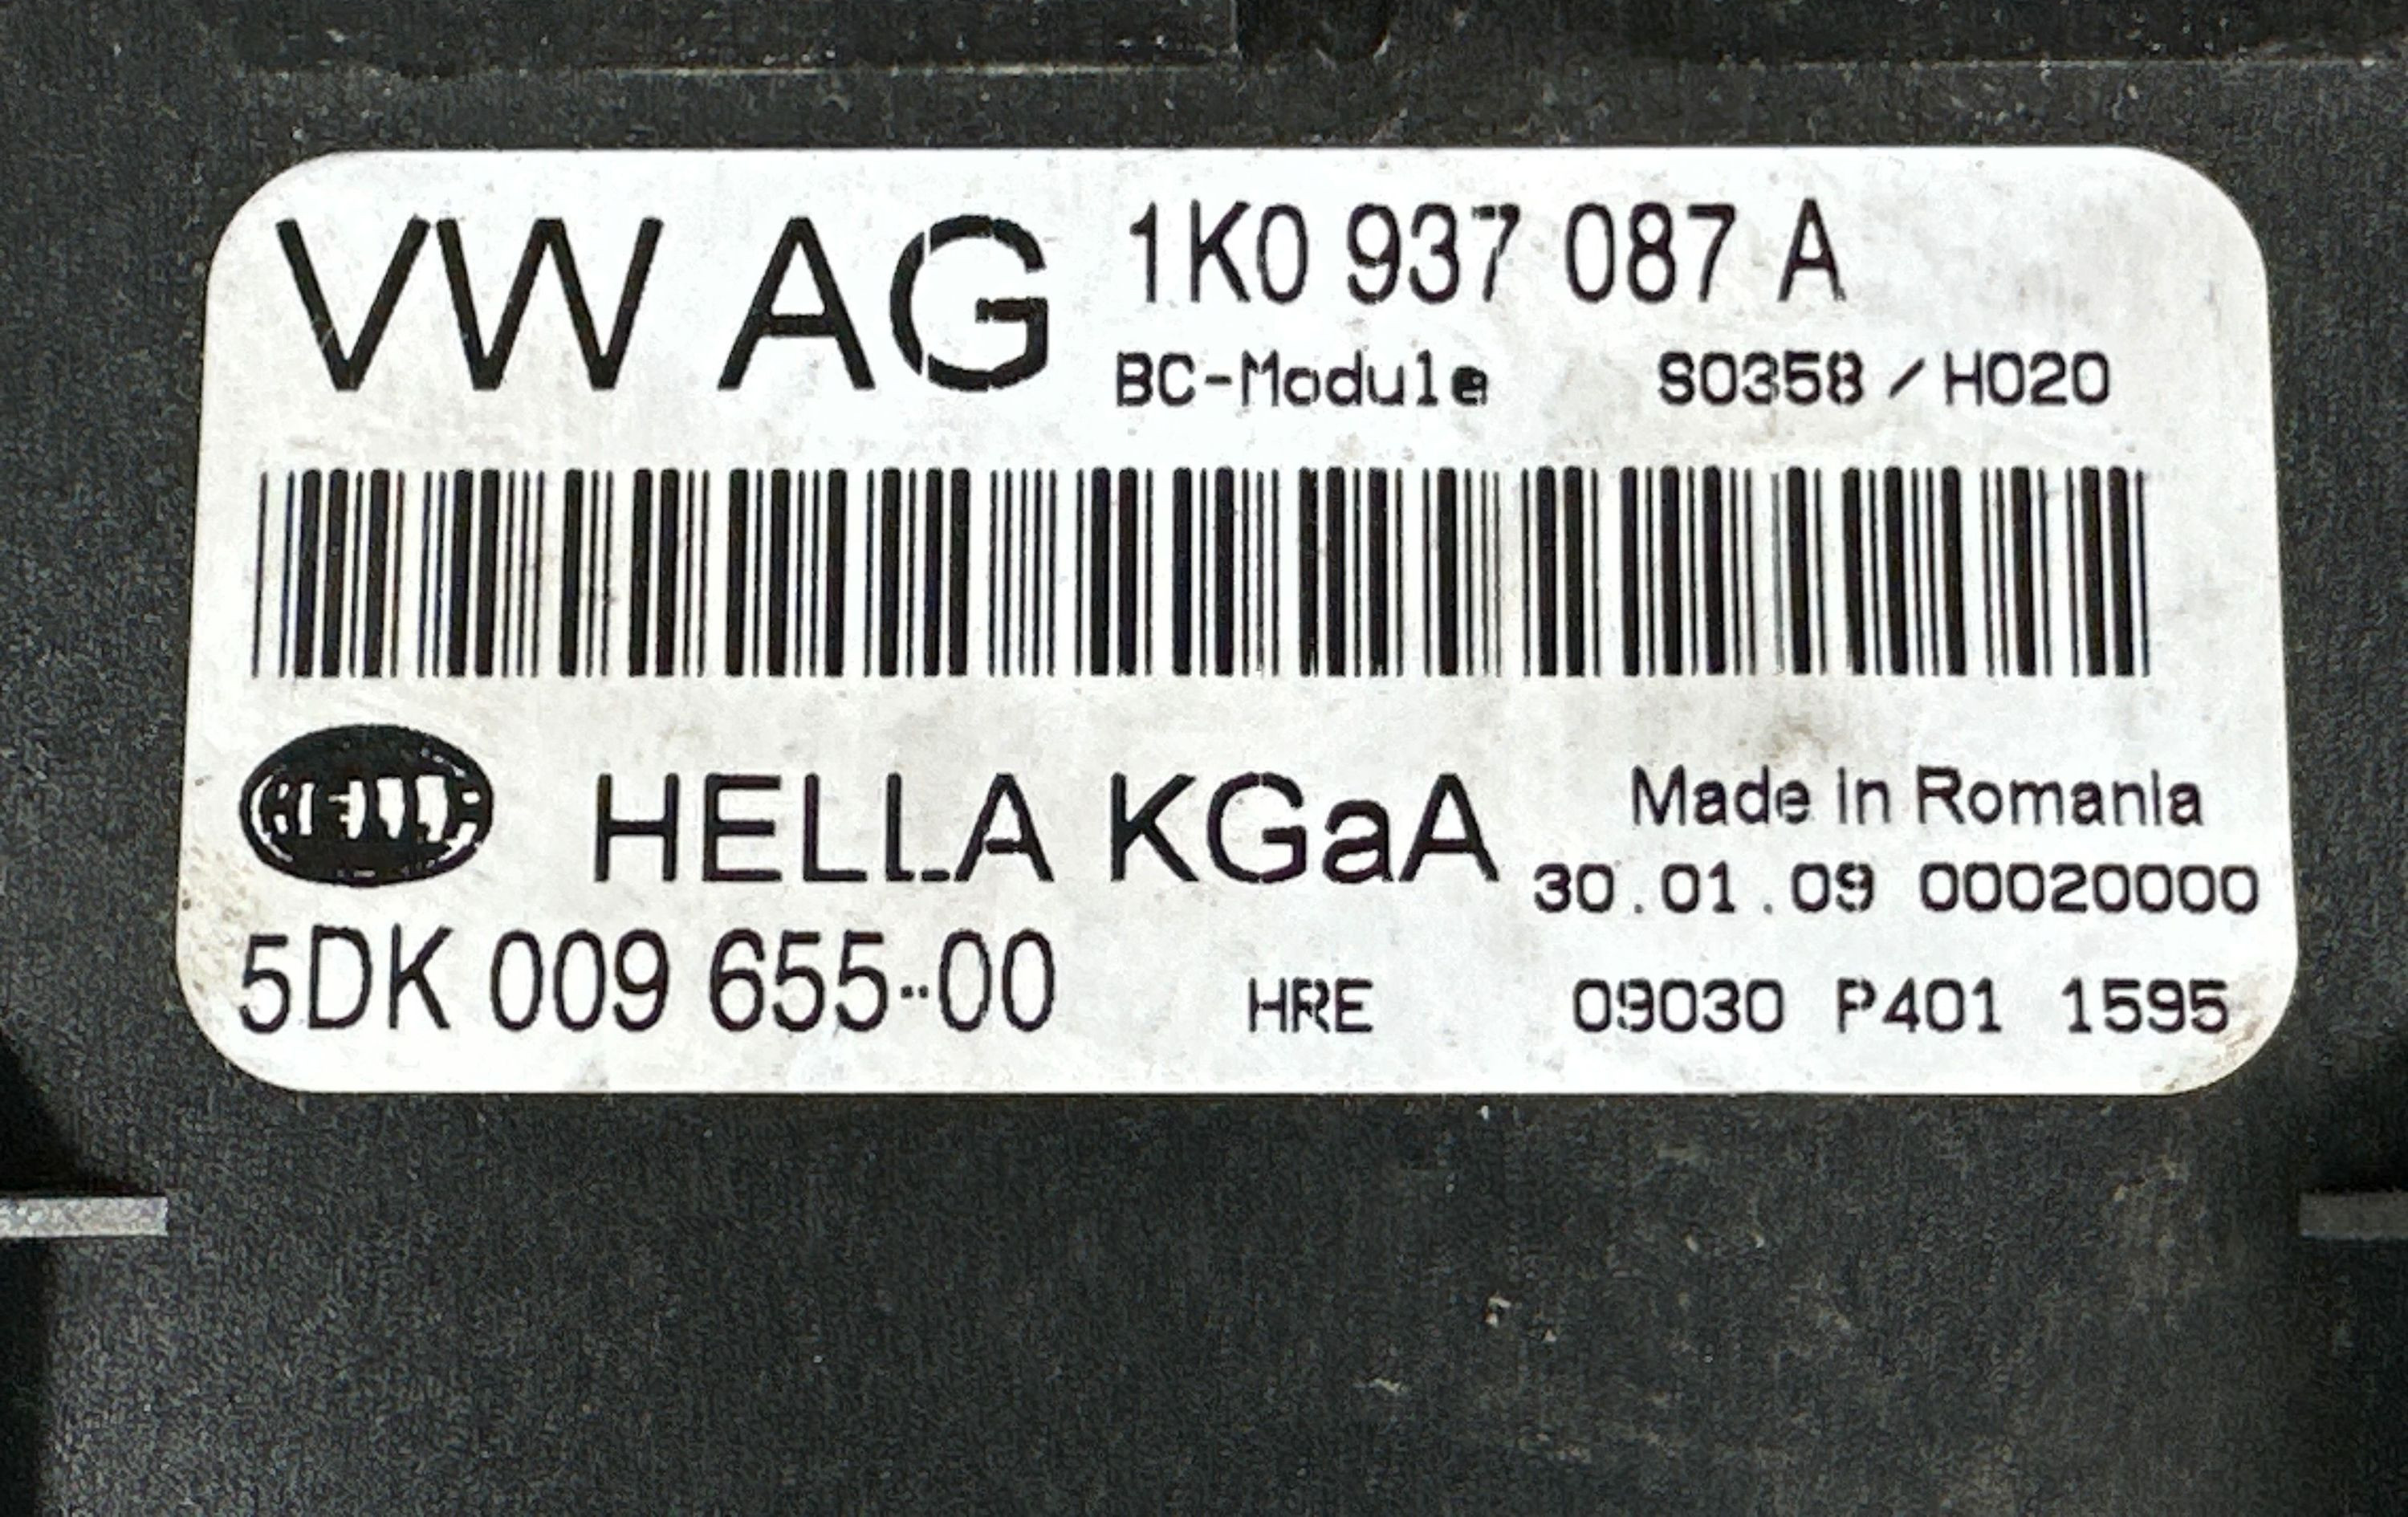 VW AG 1K0 937 087 A
BC-Module S0358/H020
HELLA HELLA KGaA Made in Romania
30.01.09 00020000
5DK 009 655-00 HRE 09030 P401 1595